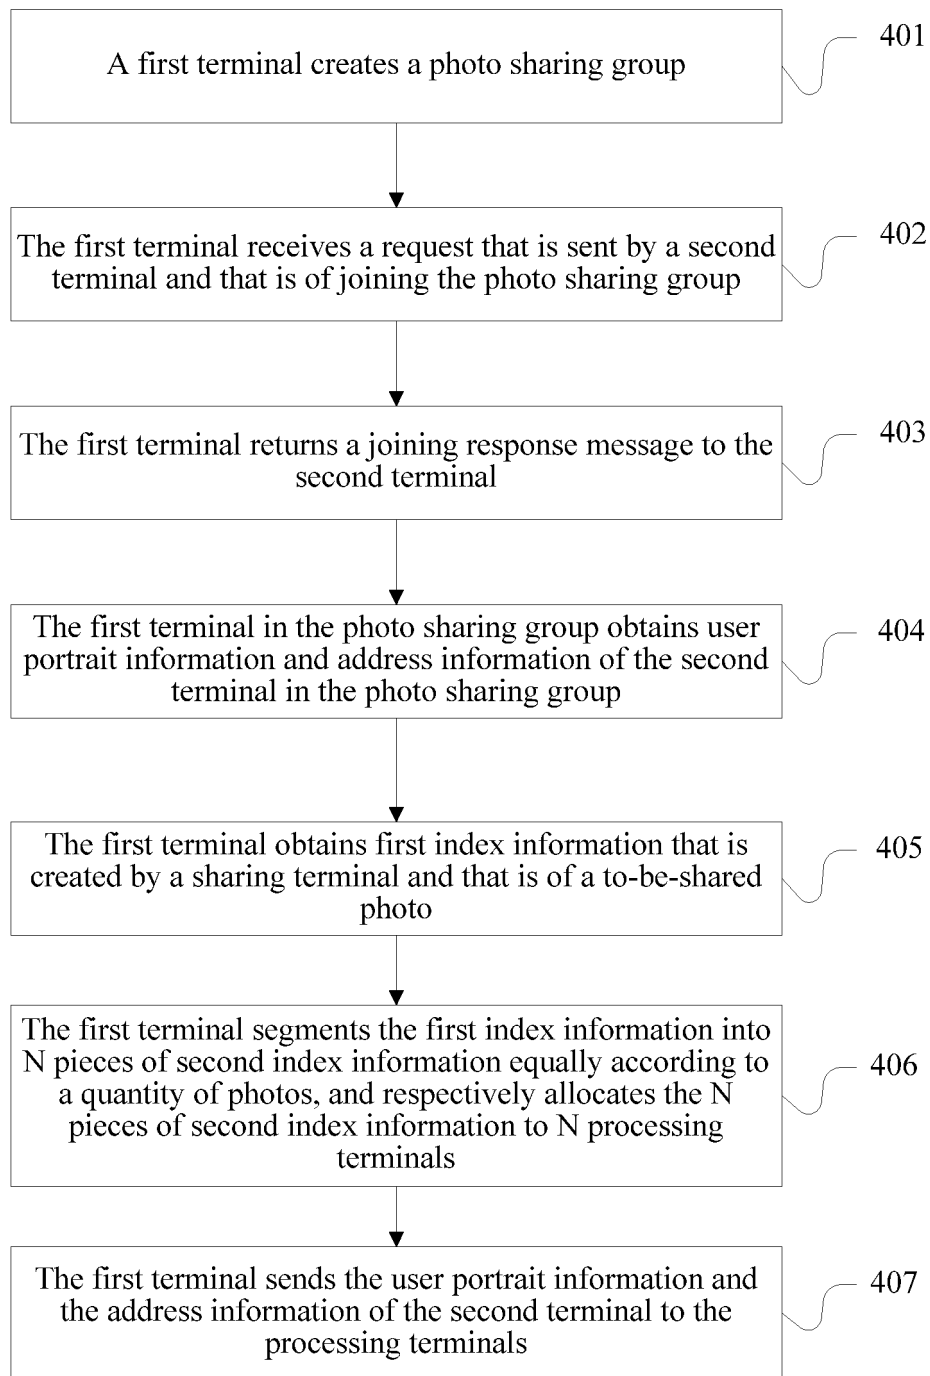 A first terminal creates a photo sharing group
401
The first terminal receives a request that is sent by a second
terminal and that is of joining the photo sharing group
402
The first terminal returns a joining response message to the
second terminal
403
The first terminal in the photo sharing group obtains user
portrait information and address information of the second
terminal in the photo sharing group
404
The first terminal obtains first index information that is
created by a sharing terminal and that is of a to-be-shared
photo
405
The first terminal segments the first index information into
N pieces of second index information equally according to
a quantity of photos, and respectively allocates the N
pieces of second index information to N processing
terminals
406
The first terminal sends the user portrait information and
the address information of the second terminal to the
processing terminals
407